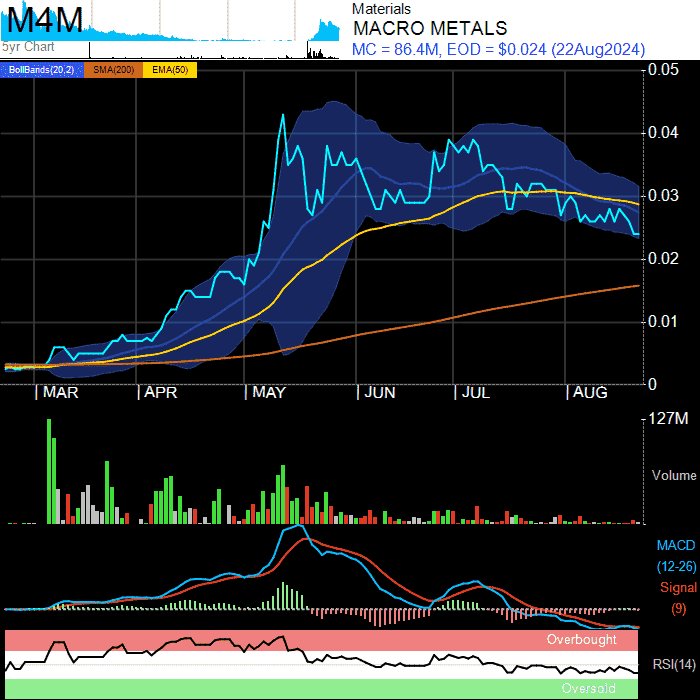 M4M
5yr Chart
Materials
MACRO METALS
MC = 86.4M, EOD = $0.024 (22Aug2024)
BollBands(20,2) SMA(200) EMA(50)
0.05
0.04
0.03
0.02
0.01
0
| MAR | APR | MAY | JUN | JUL | AUG
127M
Volume
MACD
(12-26)
Signal
(9)
Overbought
RSI(14)
Oversold